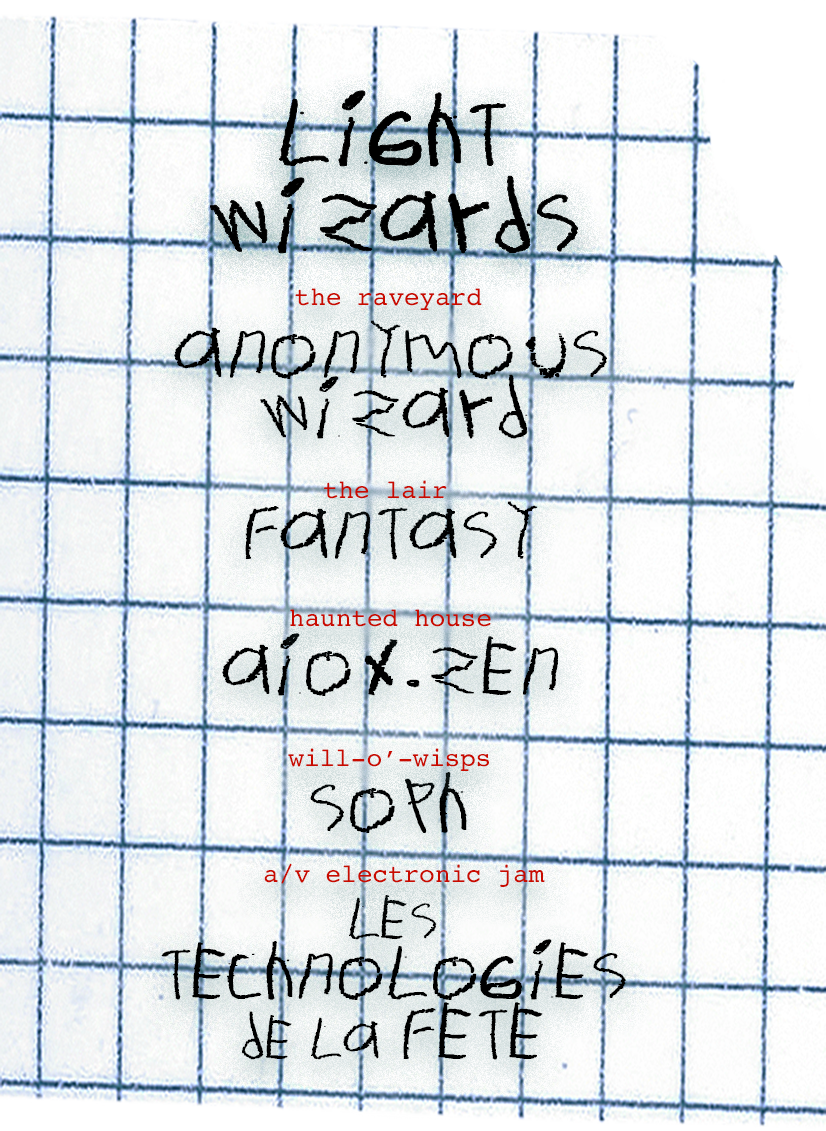 LiGhT
wizards
the raveyard
anonYmous
wizard
the lair
FanTasY
haunted house
aiox.zEn
will-o’-wisps
soPh
a/v electronic jam
LES
TEChnOLOGiES
dE La FETE